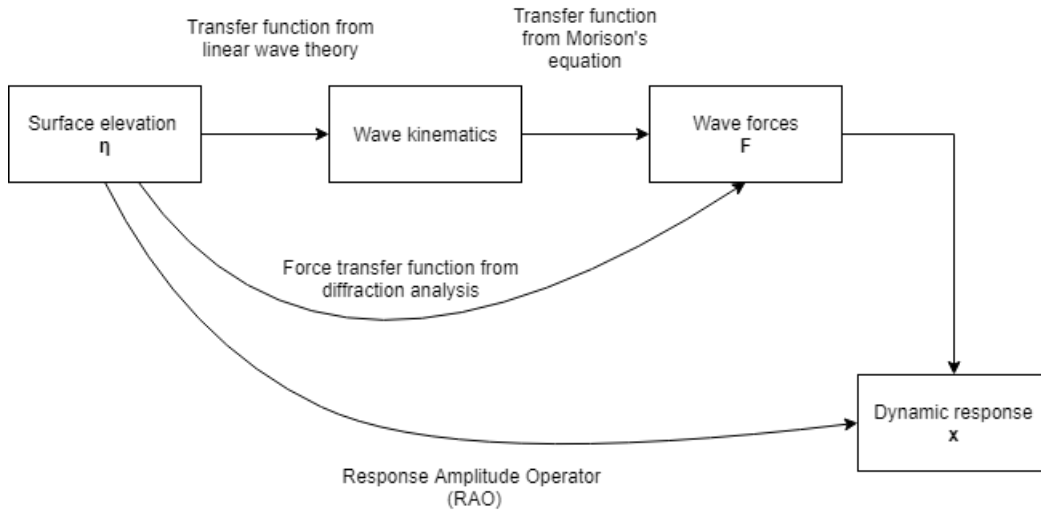 Transfer function from
linear wave theory
Transfer function
from Morison's
equation
Surface elevation
η
Wave kinematics
Wave forces
F
Force transfer function from
diffraction analysis
Dynamic response
x
Response Amplitude Operator
(RAO)